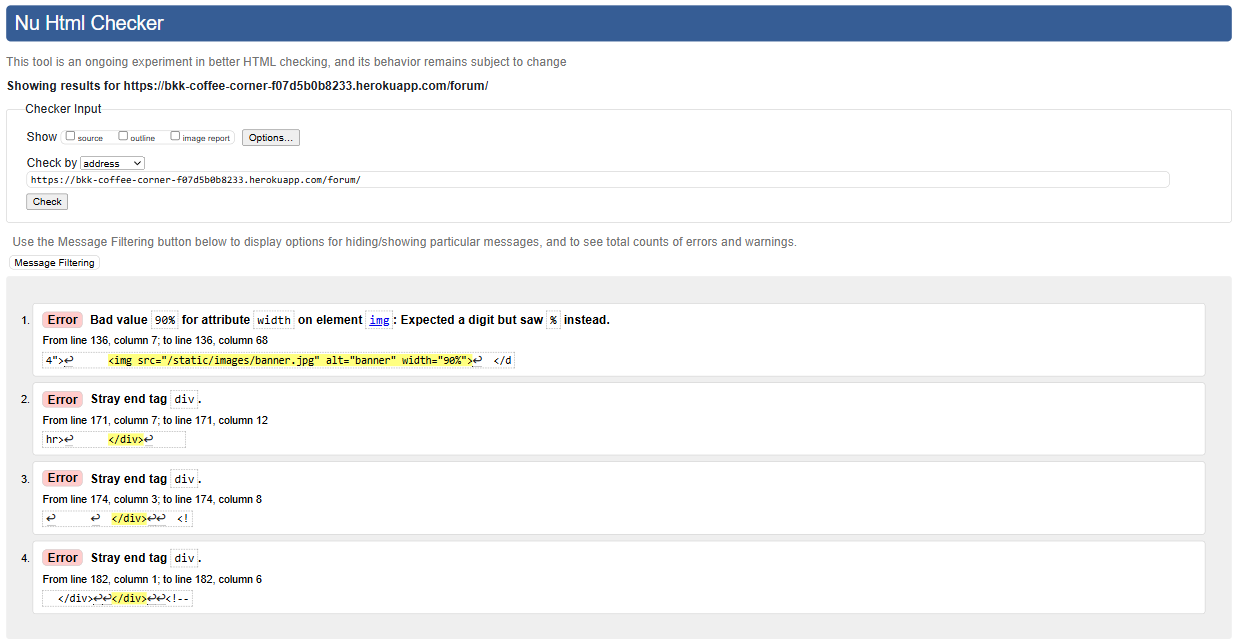 Nu Html Checker
This tool is an ongoing experiment in better HTML checking, and its behavior remains subject to change
Showing results for https://bkk-coffee-corner-f07d5b0b8233.herokuapp.com/forum/
Checker Input
Show source outline image report Options...
Check by address
https://bkk-coffee-corner-f07d5b0b8233.herokuapp.com/forum/
Check
Use the Message Filtering button below to display options for hiding/showing particular messages, and to see total counts of errors and warnings.
Message Filtering
1. Error Bad value 90% for attribute width on element img: Expected a digit but saw % instead.
From line 136, column 7; to line 136, column 68
4">↩ <img src="/static/images/banner.jpg" alt="banner" width="90%">↩ </d
2. Error Stray end tag div.
From line 171, column 7; to line 171, column 12
hr>↩ </div>↩
3. Error Stray end tag div.
From line 174, column 3; to line 174, column 8
↩ ↩ </div>↩↩ <!
4. Error Stray end tag div.
From line 182, column 1; to line 182, column 6
</div>↩↩</div>↩↩<!--